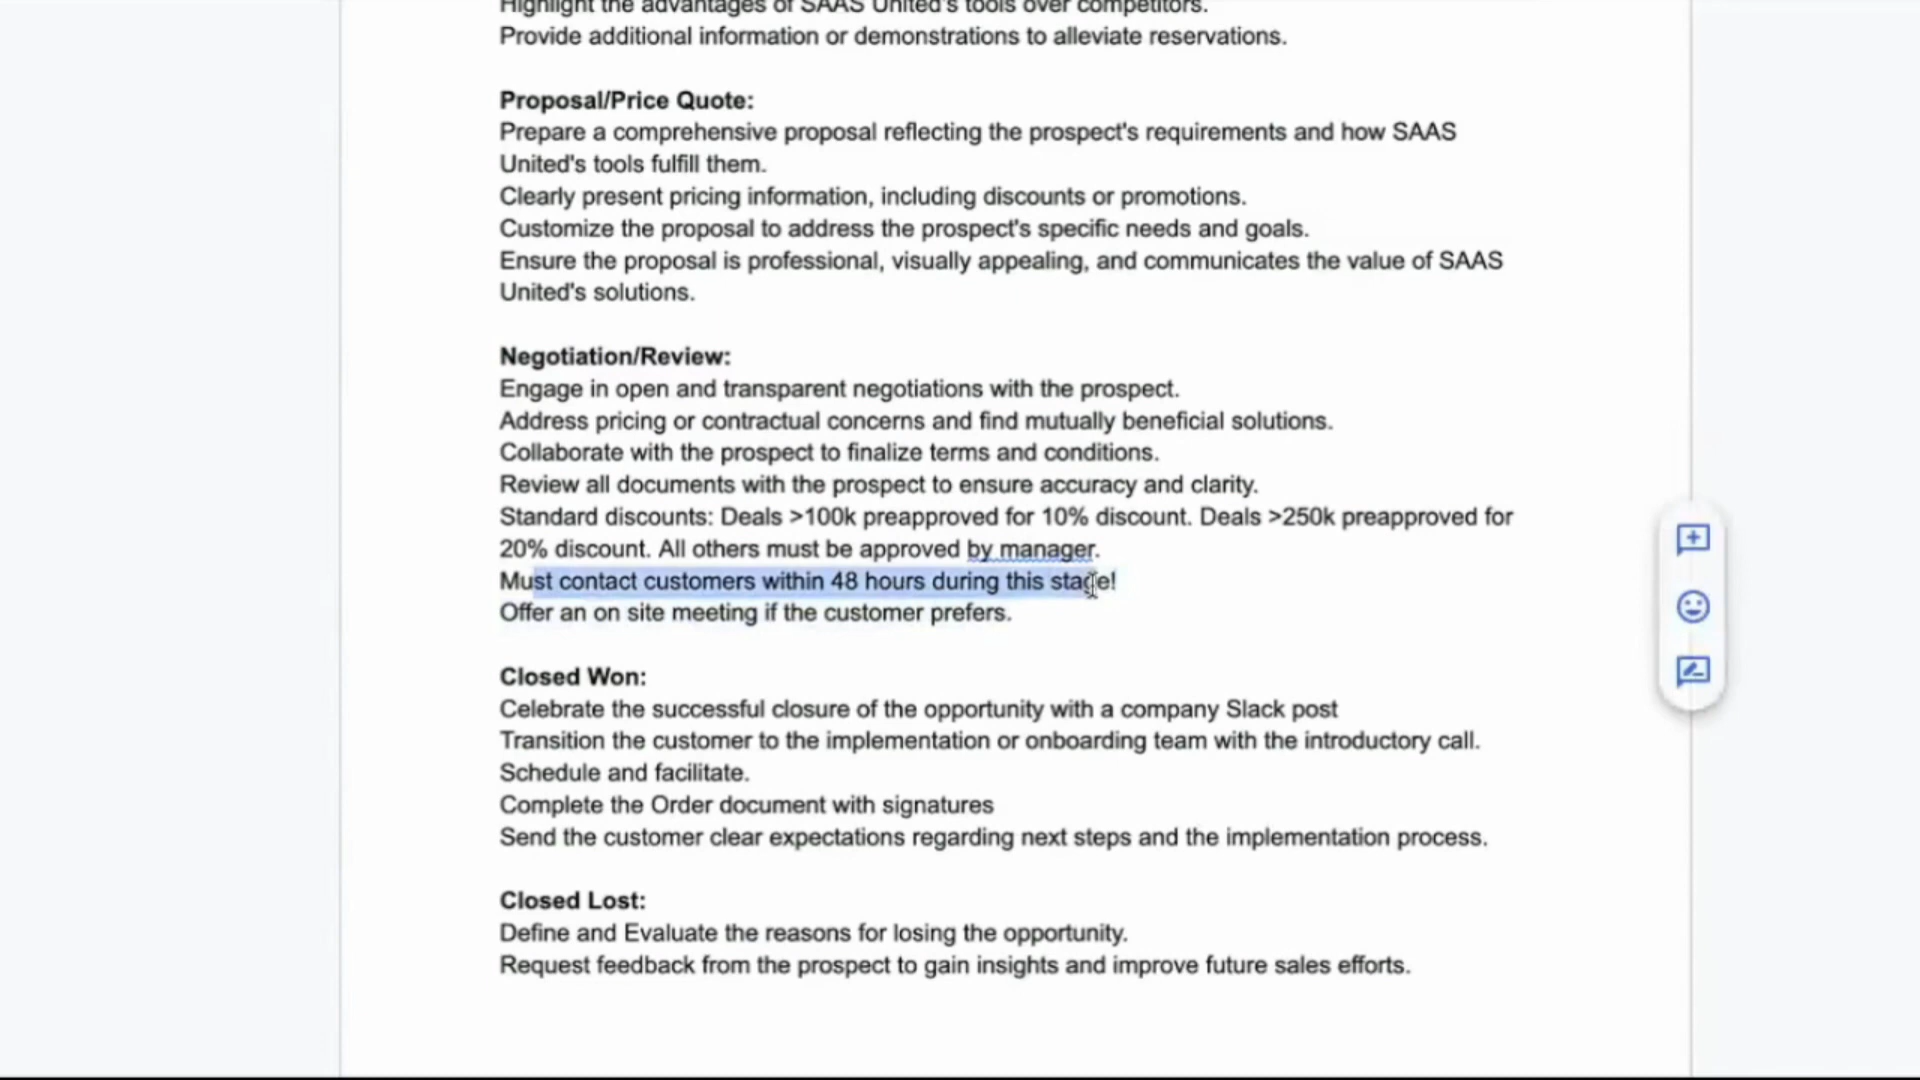 Highlight the advantages of SAAS United's tools over competitors.
Provide additional information or demonstrations to alleviate reservations.
Proposal/Price Quote:
Prepare a comprehensive proposal reflecting the prospect's requirements and how SAAS
United's tools fulfill them.
Clearly present pricing information, including discounts or promotions.
Customize the proposal to address the prospect's specific needs and goals.
Ensure the proposal is professional, visually appealing, and communicates the value of SAAS
United's solutions.
Negotiation/Review:
Engage in open and transparent negotiations with the prospect.
Address pricing or contractual concerns and find mutually beneficial solutions.
Collaborate with the prospect to finalize terms and conditions.
Review all documents with the prospect to ensure accuracy and clarity.
Standard discounts: Deals >100k preapproved for 10% discount. Deals >250k preapproved for
20% discount. All others must be approved by manager.
Must contact customers within 48 hours during this stage!
Offer an on site meeting if the customer prefers.
Closed Won:
Celebrate the successful closure of the opportunity with a company Slack post
Transition the customer to the implementation or onboarding team with the introductory call.
Schedule and facilitate.
Complete the Order document with signatures
Send the customer clear expectations regarding next steps and the implementation process.
Closed Lost:
Define and Evaluate the reasons for losing the opportunity.
Request feedback from the prospect to gain insights and improve future sales efforts.